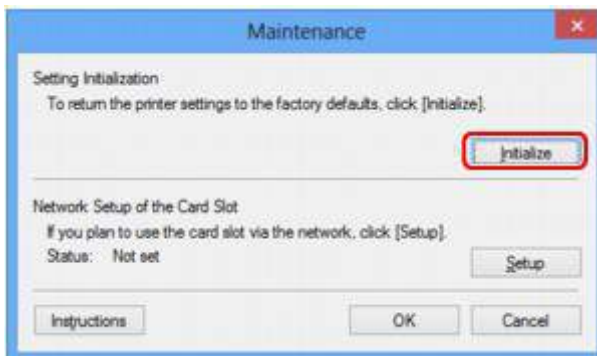 Maintenance
Setting Initialization
To return the printer settings to the factory defaults, click [Initialize].
Initialize
Network Setup of the Card Slot
If you plan to use the card slot via the network, click [Setup].
Status: Not set
Setup
Instructions OK Cancel